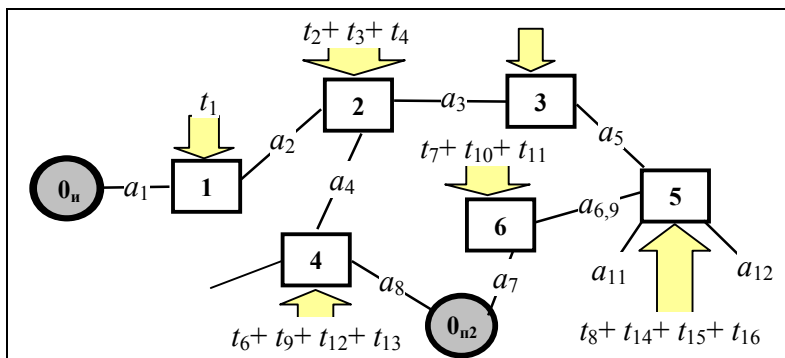 t₂+ t₃+ t₄
t₁
2
a₃
3
a₂
a₅
t₇+ t₁₀+ t₁₁
0и
a₁
1
a₄
6
a₆,₉
5
4
a₈
a₇
a₁₁
a₁₂
0п2
t₆+ t₉+ t₁₂+ t₁₃
t₈+ t₁₄+ t₁₅+ t₁₆